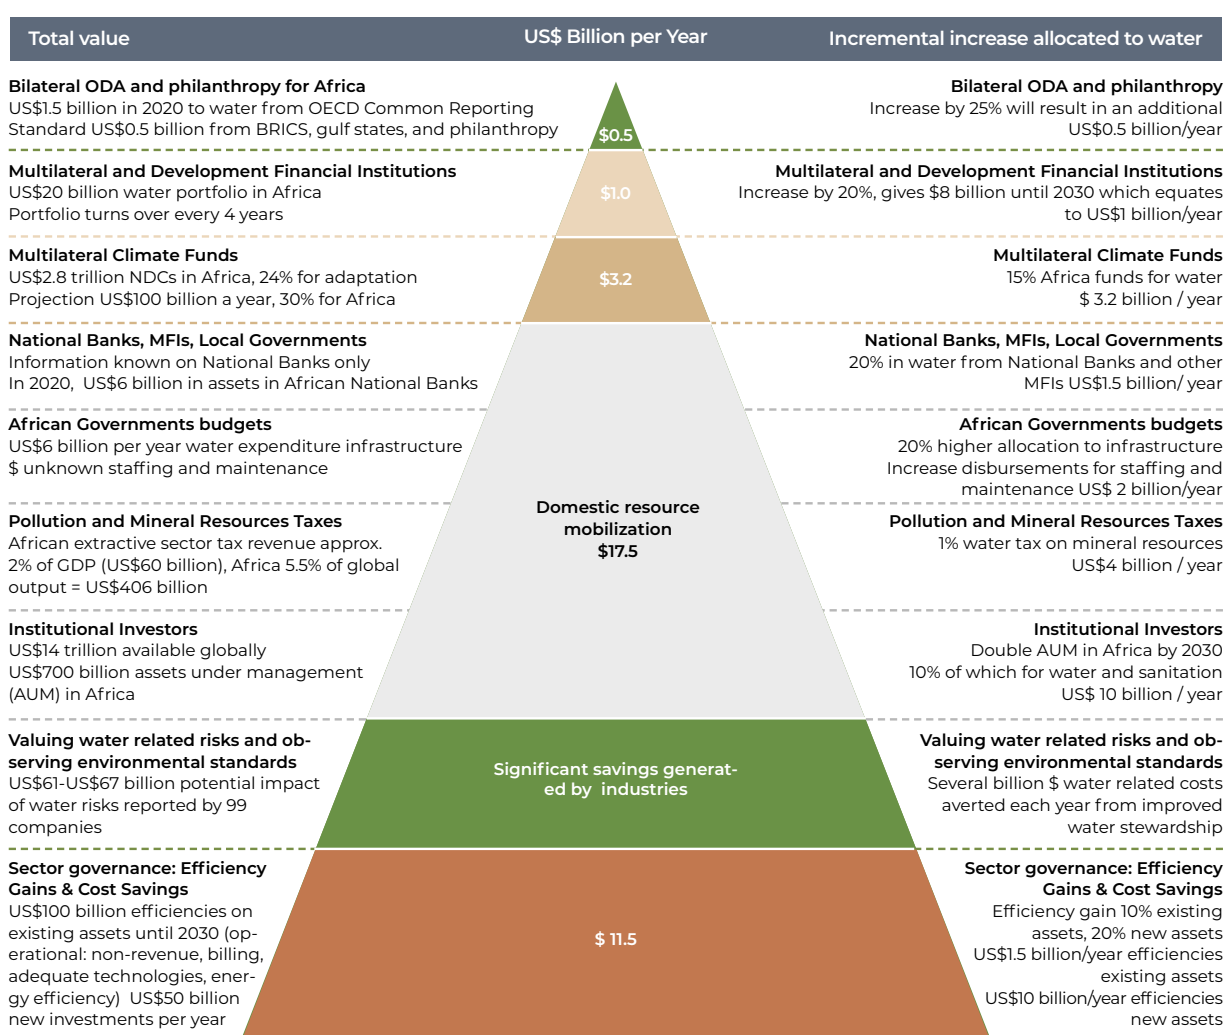 Total value
US$ Billion per Year
Incremental increase allocated to water
Bilateral ODA and philanthropy for Africa
US$1.5 billion in 2020 to water from OECD Common Reporting
Standard US$0.5 billion from BRICS, gulf states, and philanthropy
$0.5
Bilateral ODA and philanthropy
Increase by 25% will result in an additional
US$0.5 billion/year
Multilateral and Development Financial Institutions
US$20 billion water portfolio in Africa
Portfolio turns over every 4 years
$1.0
Multilateral and Development Financial Institutions
Increase by 20%, gives $8 billion until 2030 which equates
to US$1 billion/year
Multilateral Climate Funds
US$2.8 trillion NDCs in Africa, 24% for adaptation
Projection US$100 billion a year, 30% for Africa
$3.2
Multilateral Climate Funds
15% Africa funds for water
$ 3.2 billion / year
National Banks, MFIs, Local Governments
Information known on National Banks only
In 2020,  US$6 billion in assets in African National Banks
National Banks, MFIs, Local Governments
20% in water from National Banks and other
MFIs US$1.5 billion/ year
African Governments budgets
US$6 billion per year water expenditure infrastructure
$ unknown staffing and maintenance
African Governments budgets
20% higher allocation to infrastructure
Increase disbursements for staffing and
maintenance US$ 2 billion/year
Domestic resource
mobilization
$17.5
Pollution and Mineral Resources Taxes
African extractive sector tax revenue approx.
2% of GDP (US$60 billion), Africa 5.5% of global
output = US$406 billion
Pollution and Mineral Resources Taxes
1% water tax on mineral resources
US$4 billion / year
Institutional Investors
US$14 trillion available globally
US$700 billion assets under management
(AUM) in Africa
Institutional Investors
Double AUM in Africa by 2030
10% of which for water and sanitation
US$ 10 billion / year
Valuing water related risks and ob-
serving environmental standards
US$61-US$67 billion potential impact
of water risks reported by 99
companies
Significant savings generat-
ed by  industries
Valuing water related risks and ob-
serving environmental standards
Several billion $ water related costs
averted each year from improved
water stewardship
Sector governance: Efficiency
Gains & Cost Savings
US$100 billion efficiencies on
existing assets until 2030 (op-
erational: non-revenue, billing,
adequate technologies, ener-
gy efficiency)  US$50 billion
new investments per year
$ 11.5
Sector governance: Efficiency
Gains & Cost Savings
Efficiency gain 10% existing
assets, 20% new assets
US$1.5 billion/year efficiencies
existing assets
US$10 billion/year efficiencies
new assets